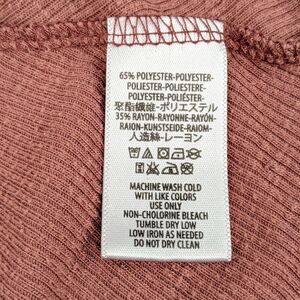 65% POLYESTER-POLYESTER-
POLIESTER-POLIESTERE-
POLYESTER-POLIÉSTER-
聚酯纖維-ポリエステル
35% RAYON-RAYONNE-RAYÓN-
RAION-KUNSTSEIDE-RAIOM-
人造絲-レーヨン
MACHINE WASH COLD
WITH LIKE COLORS
USE ONLY
NON-CHOLORINE BLEACH
TUMBLE DRY LOW
LOW IRON AS NEEDED
DO NOT DRY CLEAN